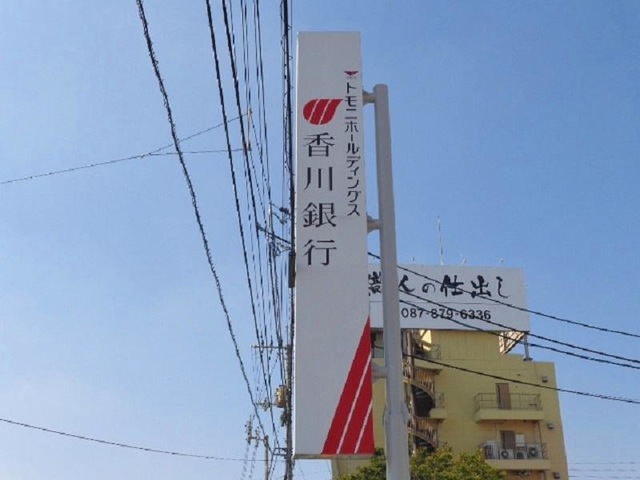 トモニホールディングス
香川銀行
職人の仕出し
087-879-6336